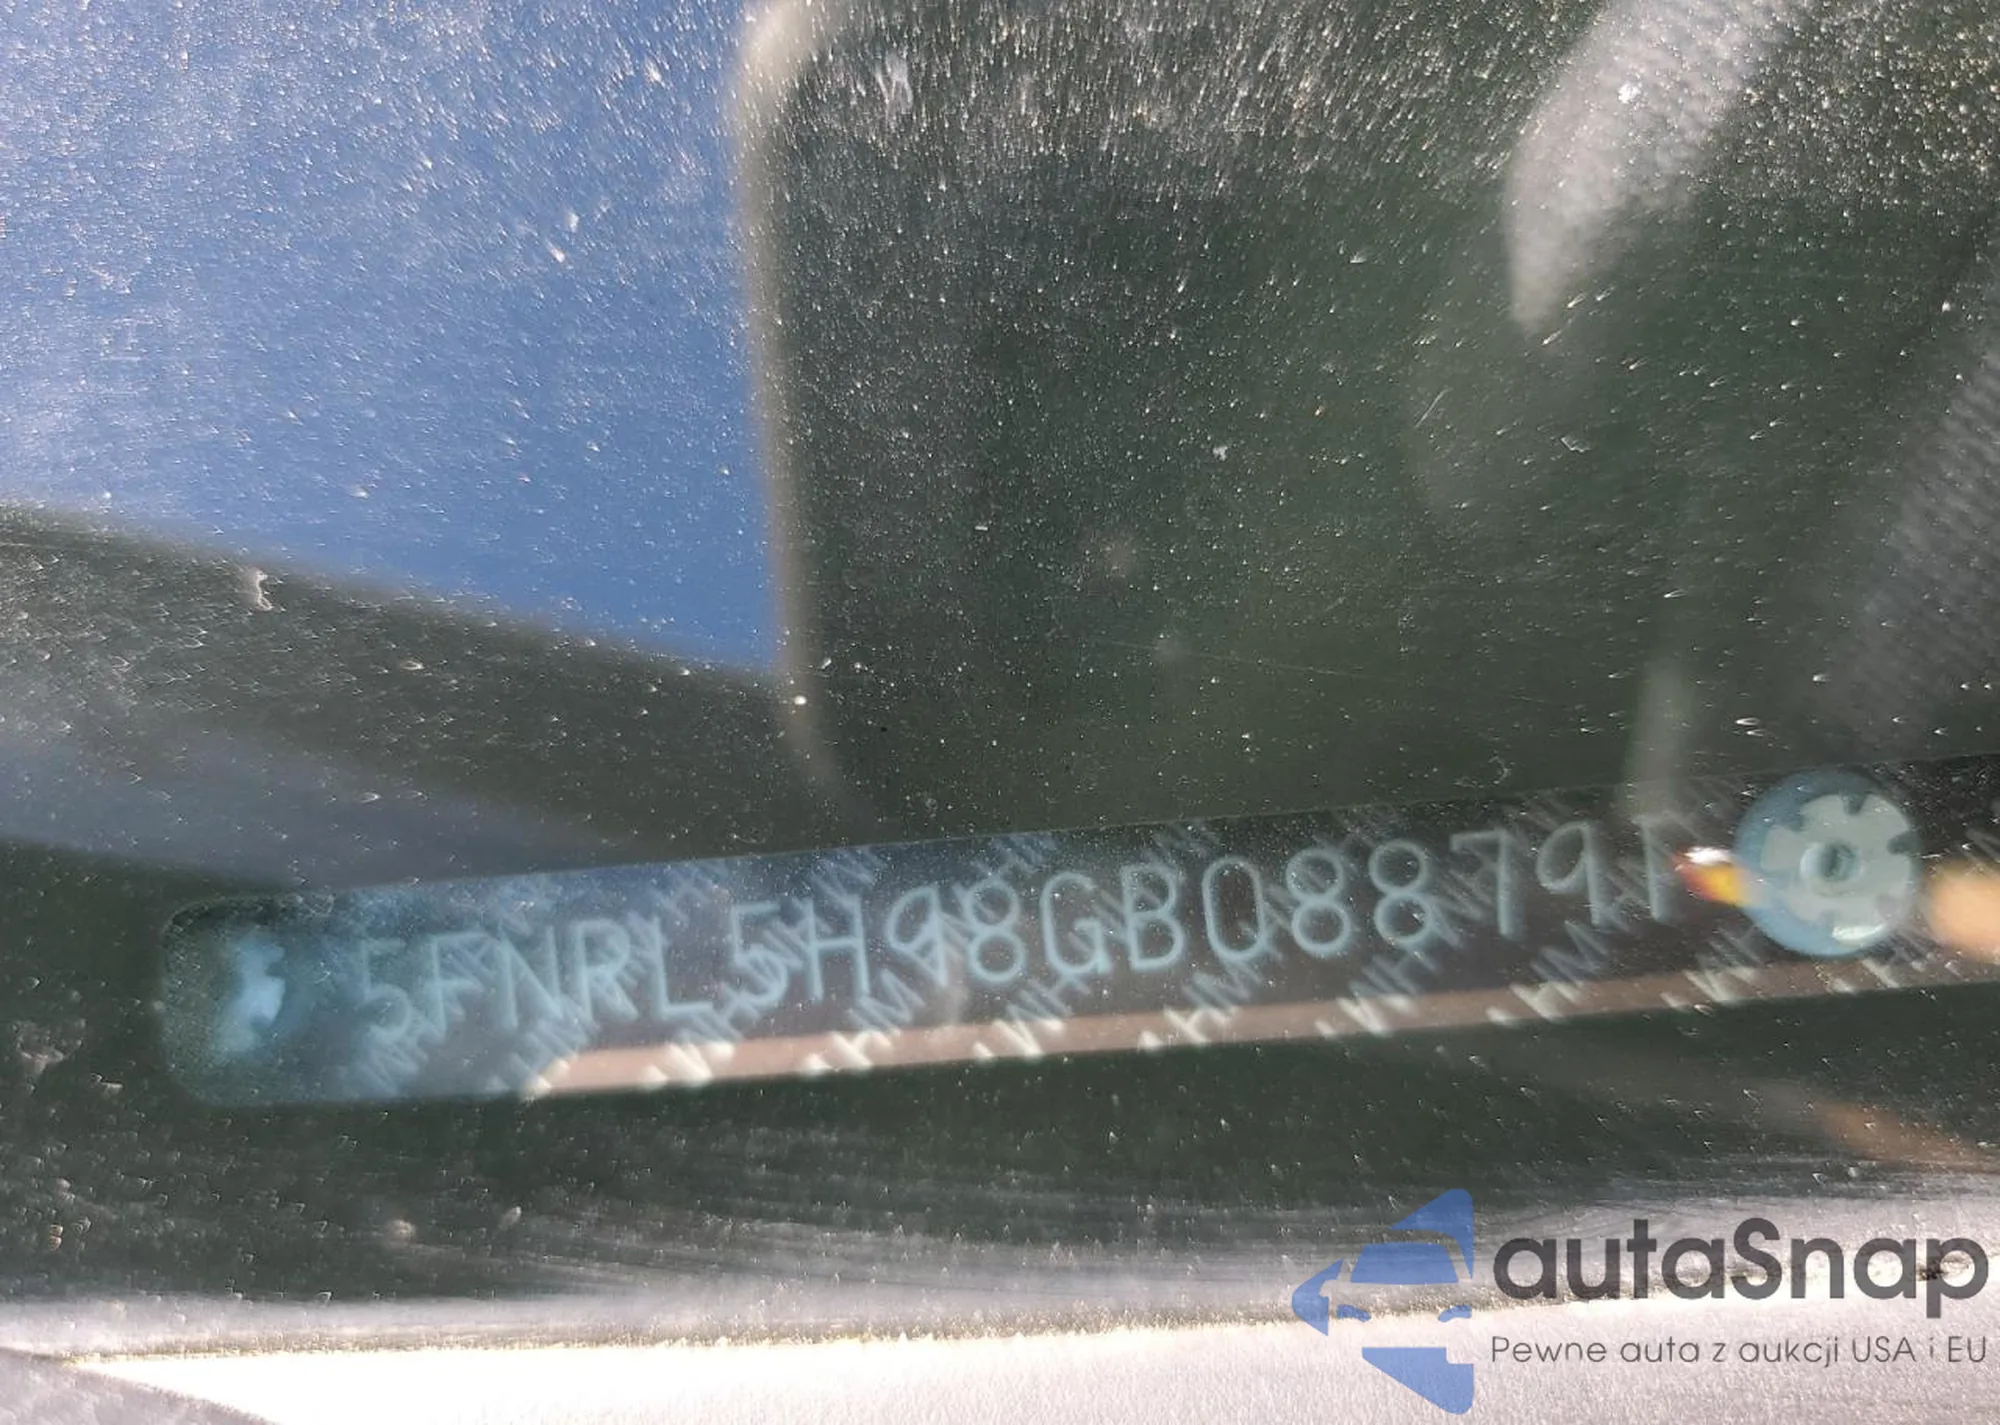 5FNRL5H98GB088791
autaSnap
Pewne auta z aukcji USA i EU